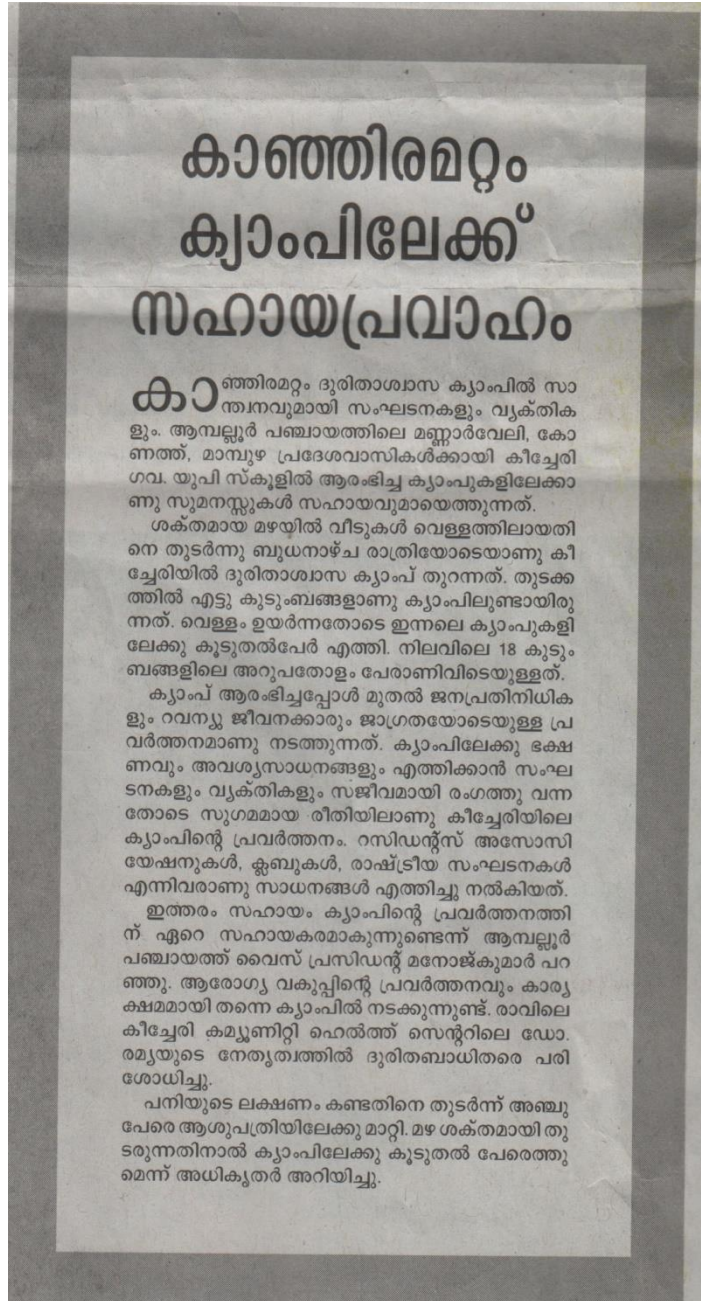 കാഞ്ഞിരമറ്റം
ക്യാംപിലേക്ക്
സഹായപ്രവാഹം
കാഞ്ഞിരമറ്റം ദുരിതാശ്വാസ ക്യാംപിൽ സാ
ന്ത്വനവുമായി സംഘടനകളും വ്യക്തിക
ളും. ആമ്പല്ലൂർ പഞ്ചായത്തിലെ മണ്ണാർവേലി, കോ
ണത്ത്, മാമ്പുഴ പ്രദേശവാസികൾക്കായി കീച്ചേരി
ഗവ. യുപി സ്കൂളിൽ ആരംഭിച്ച ക്യാംപുകളിലേക്കാ
ണു സുമനസ്സുകൾ സഹായവുമായെത്തുന്നത്.
ശക്തമായ മഴയിൽ വീടുകൾ വെള്ളത്തിലായതി
നെ തുടർന്നു ബുധനാഴ്ച രാത്രിയോടെയാണു കീ
ച്ചേരിയിൽ ദുരിതാശ്വാസ ക്യാംപ് തുറന്നത്. തുടക്ക
ത്തിൽ എട്ടു കുടുംബങ്ങളാണു ക്യാംപിലുണ്ടായിരു
ന്നത്. വെള്ളം ഉയർന്നതോടെ ഇന്നലെ ക്യാംപുകളി
ലേക്കു കൂടുതൽപേർ എത്തി. നിലവിലെ 18 കുടും
ബങ്ങളിലെ അറുപതോളം പേരാണിവിടെയുള്ളത്.
ക്യാംപ് ആരംഭിച്ചപ്പോൾ മുതൽ ജനപ്രതിനിധിക
ളും റവന്യു ജീവനക്കാരും ജാഗ്രതയോടെയുള്ള പ്ര
വർത്തനമാണു നടത്തുന്നത്. ക്യാംപിലേക്കു ഭക്ഷ
ണവും അവശ്യസാധനങ്ങളും എത്തിക്കാൻ സംഘ
ടനകളും വ്യക്തികളും സജീവമായി രംഗത്തു വന്ന
തോടെ സുഗമമായ രീതിയിലാണു കീച്ചേരിയിലെ
ക്യാംപിന്റെ പ്രവർത്തനം. റസിഡന്റ്സ് അസോസി
യേഷനുകൾ, ക്ലബുകൾ, രാഷ്ട്രീയ സംഘടനകൾ
എന്നിവരാണു സാധനങ്ങൾ എത്തിച്ചു നൽകിയത്.
ഇത്തരം സഹായം ക്യാംപിന്റെ പ്രവർത്തനത്തി
ന് ഏറെ സഹായകരമാകുന്നുണ്ടെന്ന് ആമ്പല്ലൂർ
പഞ്ചായത്ത് വൈസ് പ്രസിഡന്റ് മനോജ്കുമാർ പറ
ഞ്ഞു. ആരോഗ്യ വകുപ്പിന്റെ പ്രവർത്തനവും കാര്യ
ക്ഷമമായി തന്നെ ക്യാംപിൽ നടക്കുന്നുണ്ട്. രാവിലെ
കീച്ചേരി കമ്യൂണിറ്റി ഹെൽത്ത് സെന്ററിലെ ഡോ.
രമ്യയുടെ നേതൃത്വത്തിൽ ദുരിതബാധിതരെ പരി
ശോധിച്ചു.
പനിയുടെ ലക്ഷണം കണ്ടതിനെ തുടർന്ന് അഞ്ചു
പേരെ ആശുപത്രിയിലേക്കു മാറ്റി. മഴ ശക്തമായി തു
ടരുന്നതിനാൽ ക്യാംപിലേക്കു കൂടുതൽ പേരെത്തു
മെന്ന് അധികൃതർ അറിയിച്ചു.